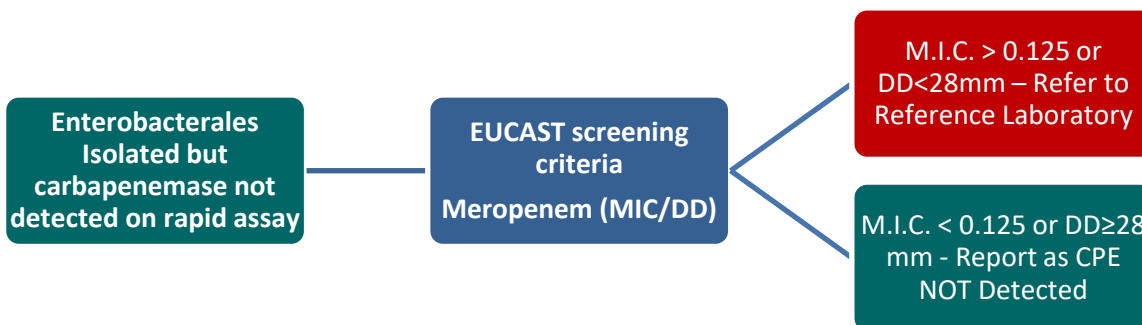 Enterobacterales
Isolated but
carbapenemase not
detected on rapid assay
EUCAST screening
criteria
Meropenem (MIC/DD)
M.I.C. > 0.125 or
DD<28mm – Refer to
Reference Laboratory
M.I.C. < 0.125 or DD≥28
mm - Report as CPE
NOT Detected